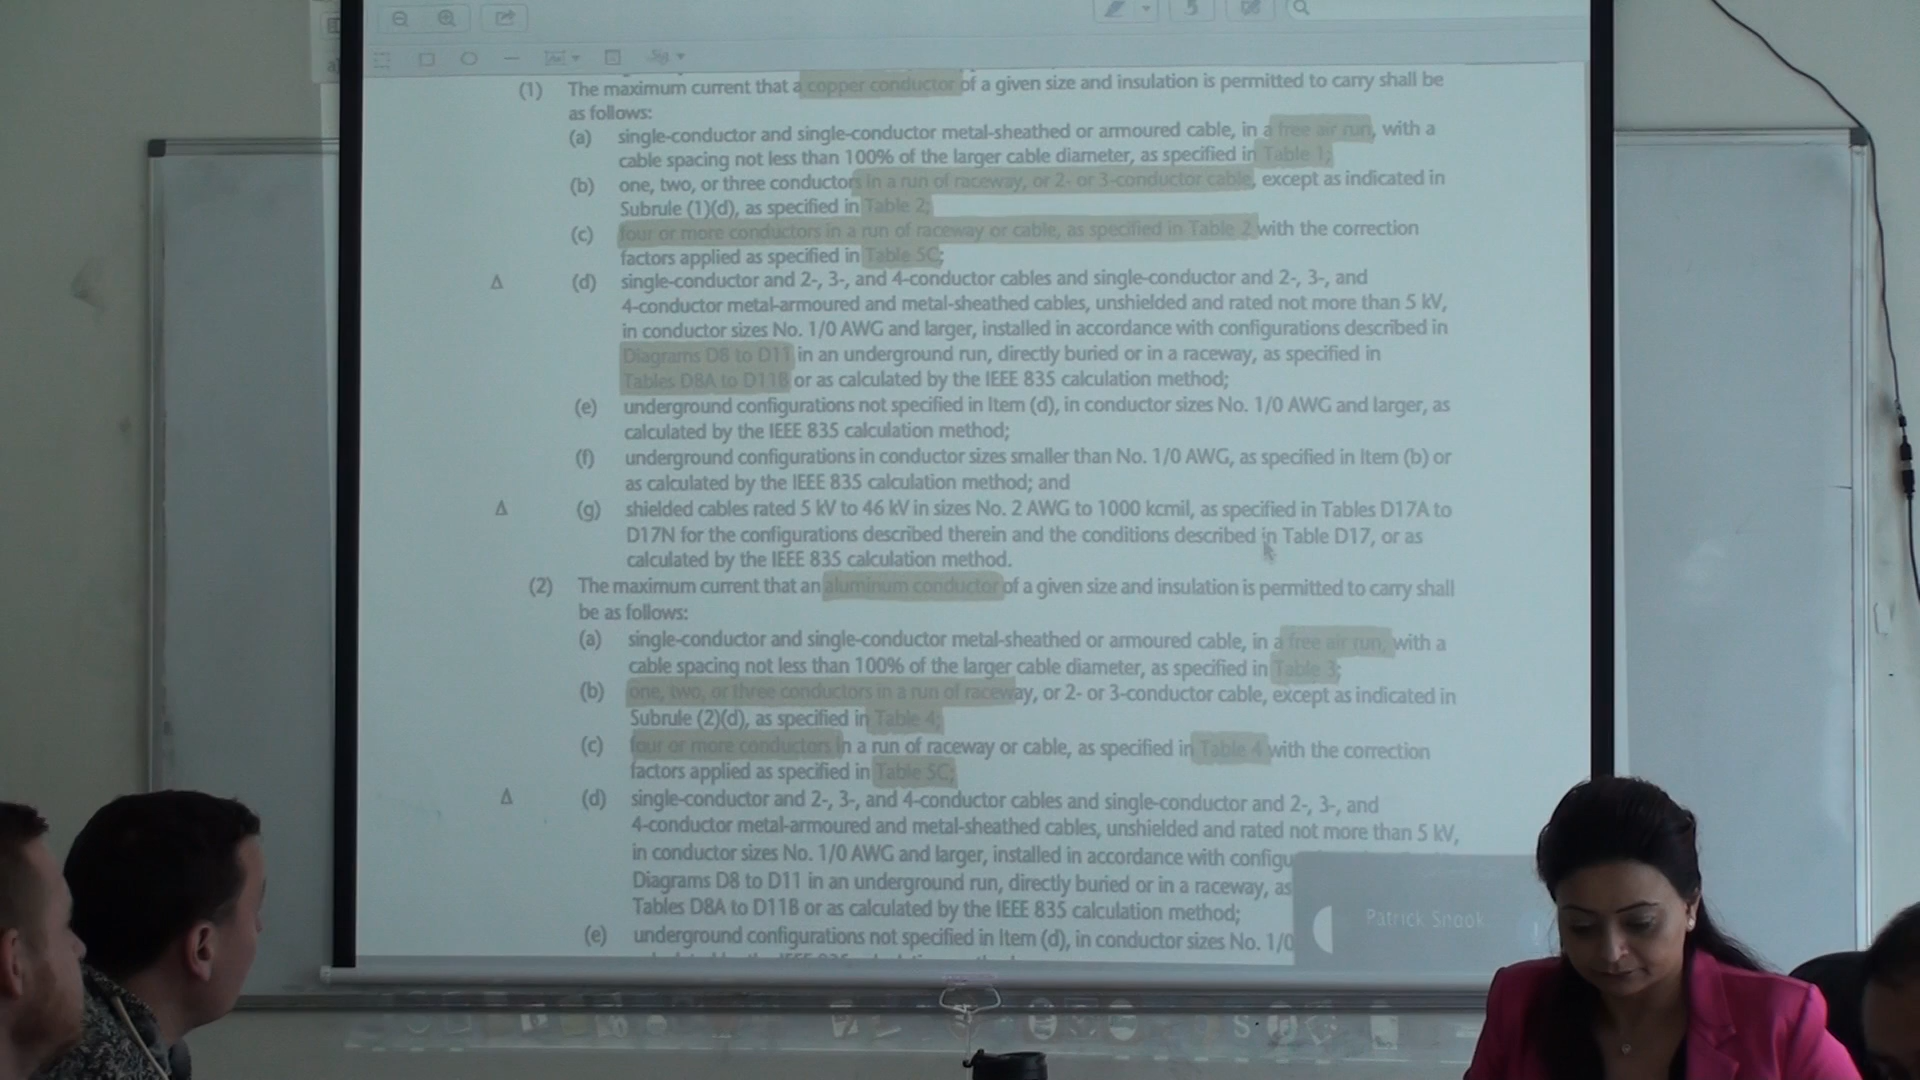 (1) The maximum current that a copper conductor of a given size and insulation is permitted to carry shall be
as follows:
(a) single-conductor and single-conductor metal-sheathed or armoured cable, in a free air run, with a
cable spacing not less than 100% of the larger cable diameter, as specified in Table 1;
(b) one, two, or three conductors in a run of raceway, or 2- or 3-conductor cable, except as indicated in
Subrule (1)(d), as specified in Table 2;
(c) four or more conductors in a run of raceway or cable, as specified in Table 2 with the correction
factors applied as specified in Table 5C;
Δ (d) single-conductor and 2-, 3-, and 4-conductor cables and single-conductor and 2-, 3-, and
4-conductor metal-armoured and metal-sheathed cables, unshielded and rated not more than 5 kV,
in conductor sizes No. 1/0 AWG and larger, installed in accordance with configurations described in
Diagrams D8 to D11 in an underground run, directly buried or in a raceway, as specified in
Tables D8A to D11B or as calculated by the IEEE 835 calculation method;
(e) underground configurations not specified in Item (d), in conductor sizes No. 1/0 AWG and larger, as
calculated by the IEEE 835 calculation method;
(f) underground configurations in conductor sizes smaller than No. 1/0 AWG, as specified in Item (b) or
as calculated by the IEEE 835 calculation method; and
Δ (g) shielded cables rated 5 kV to 46 kV in sizes No. 2 AWG to 1000 kcmil, as specified in Tables D17A to
D17N for the configurations described therein and the conditions described in Table D17, or as
calculated by the IEEE 835 calculation method.
(2) The maximum current that an aluminum conductor of a given size and insulation is permitted to carry shall
be as follows:
(a) single-conductor and single-conductor metal-sheathed or armoured cable, in a free air run, with a
cable spacing not less than 100% of the larger cable diameter, as specified in Table 3;
(b) one, two, or three conductors in a run of raceway, or 2- or 3-conductor cable, except as indicated in
Subrule (2)(d), as specified in Table 4;
(c) four or more conductors in a run of raceway or cable, as specified in Table 4 with the correction
factors applied as specified in Table 5C;
Δ (d) single-conductor and 2-, 3-, and 4-conductor cables and single-conductor and 2-, 3-, and
4-conductor metal-armoured and metal-sheathed cables, unshielded and rated not more than 5 kV,
in conductor sizes No. 1/0 AWG and larger, installed in accordance with configu
Diagrams D8 to D11 in an underground run, directly buried or in a raceway, as
Tables D8A to D11B or as calculated by the IEEE 835 calculation method;
(e) underground configurations not specified in Item (d), in conductor sizes No. 1/0
Patrick Snook